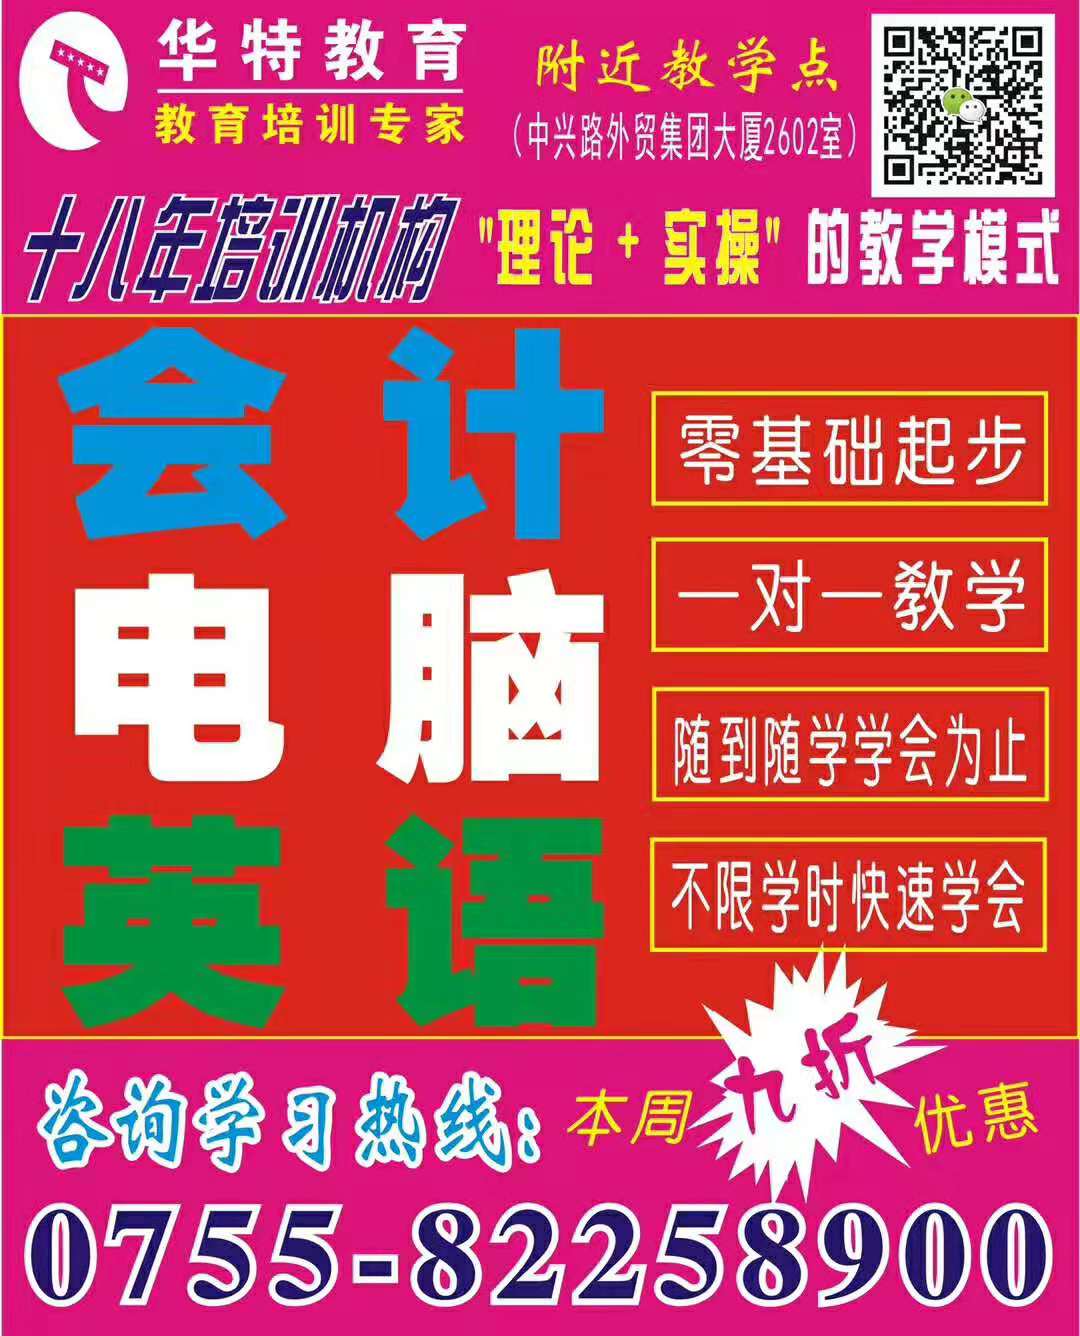 华特教育
教育培训专家
附近教学点
（中兴路外贸集团大厦2602室）
十八年培训机构
"理论 + 实操" 的教学模式
会计
电脑
英语
零基础起步
一对一教学
随到随学学会为止
不限学时快速学会
咨询学习热线：
本周九折优惠
0755-82258900